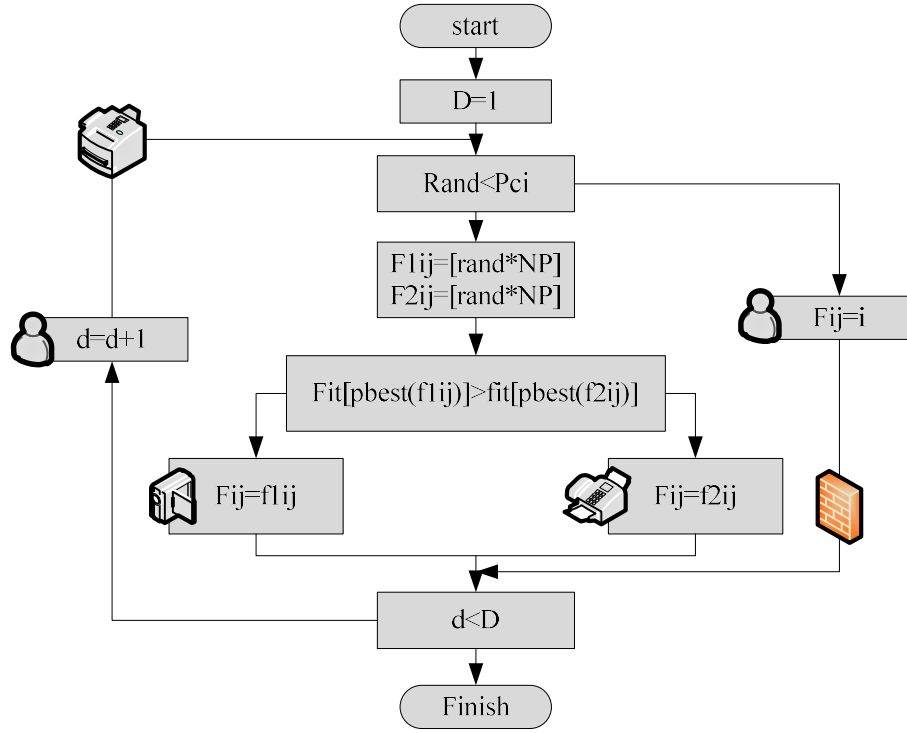 start
D=1
Rand<Pci
F1ij=[rand*NP]
F2ij=[rand*NP]
d=d+1
Fij=i
Fit[pbest(f1ij)]>fit[pbest(f2ij)]
Fij=f1ij
Fij=f2ij
d<D
Finish